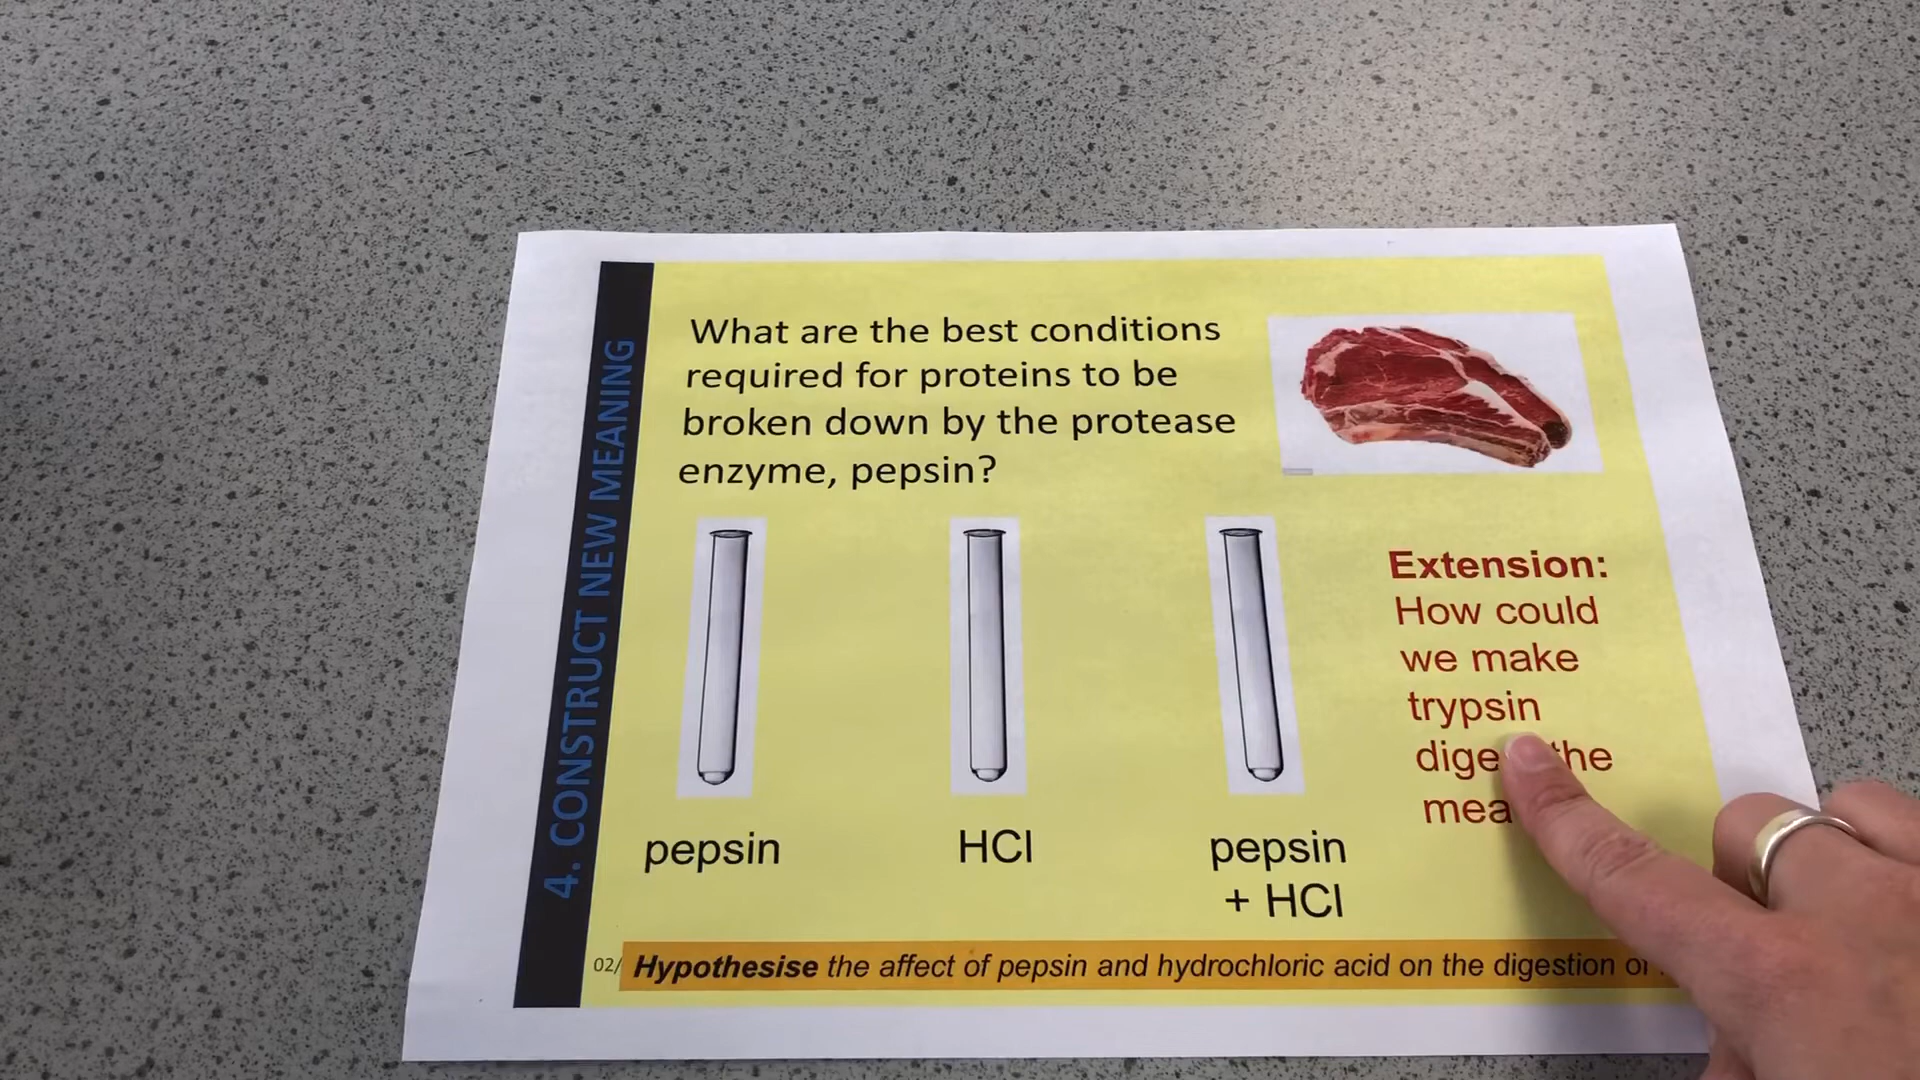 4. CONSTRUCT NEW MEANING
What are the best conditions
required for proteins to be
broken down by the protease
enzyme, pepsin?
Extension:
How could
we make
trypsin
the
pepsin
HCl
pepsin
+ HCl
02/
Hypothesise the affect of pepsin and hydrochloric acid on the digestion